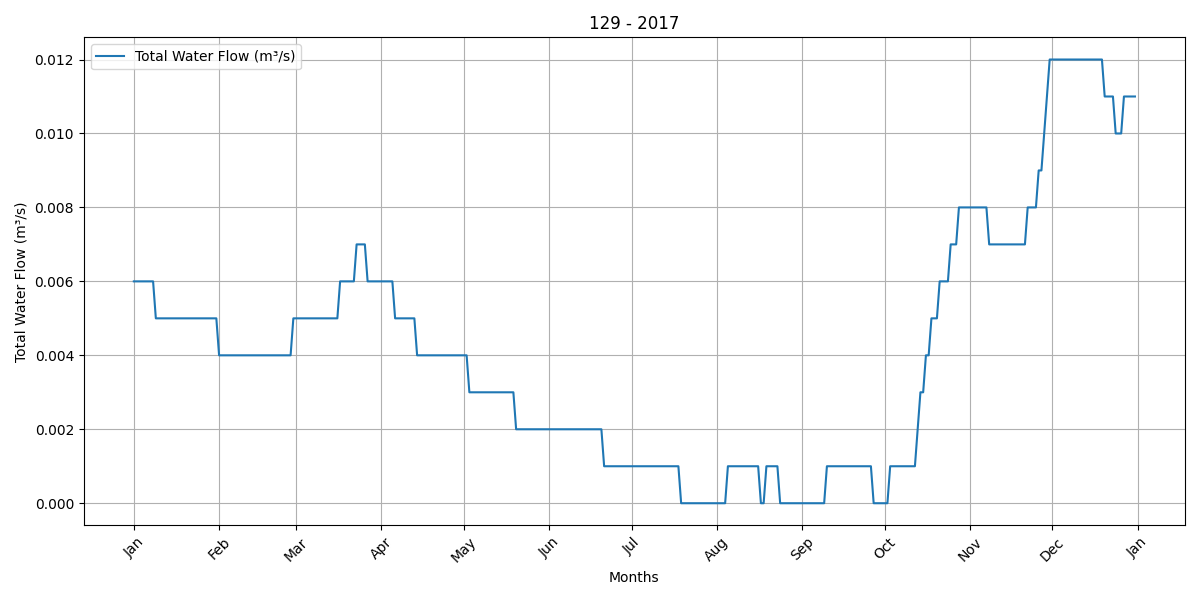 129 - 2017
Total Water Flow (m³/s)
Total Water Flow (m³/s)
0.012
0.010
0.008
0.006
0.004
0.002
0.000
Jan
Feb
Mar
Apr
May
Jun
Jul
Aug
Sep
Oct
Nov
Dec
Jan
Months